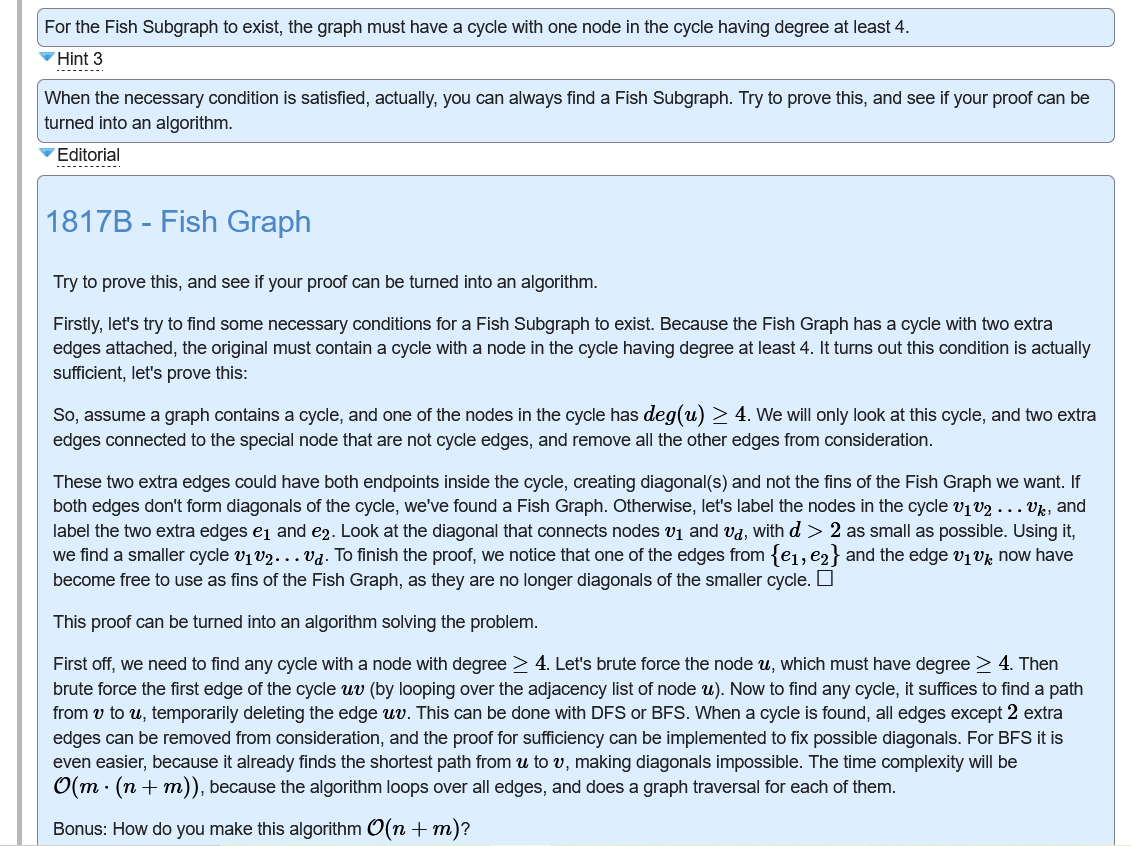 For the Fish Subgraph to exist, the graph must have a cycle with one node in the cycle having degree at least 4.
Hint 3
When the necessary condition is satisfied, actually, you can always find a Fish Subgraph. Try to prove this, and see if your proof can be
turned into an algorithm.
Editorial
1817B - Fish Graph
Try to prove this, and see if your proof can be turned into an algorithm.
Firstly, let's try to find some necessary conditions for a Fish Subgraph to exist. Because the Fish Graph has a cycle with two extra
edges attached, the original must contain a cycle with a node in the cycle having degree at least 4. It turns out this condition is actually
sufficient, let's prove this:
So, assume a graph contains a cycle, and one of the nodes in the cycle has deg(u) ≥ 4. We will only look at this cycle, and two extra
edges connected to the special node that are not cycle edges, and remove all the other edges from consideration.
These two extra edges could have both endpoints inside the cycle, creating diagonal(s) and not the fins of the Fish Graph we want. If
both edges don't form diagonals of the cycle, we've found a Fish Graph. Otherwise, let's label the nodes in the cycle v₁v₂ … vₖ, and
label the two extra edges e₁ and e₂. Look at the diagonal that connects nodes v₁ and v_d, with d > 2 as small as possible. Using it,
we find a smaller cycle v₁v₂… v_d. To finish the proof, we notice that one of the edges from {e₁, e₂} and the edge v₁vₖ now have
become free to use as fins of the Fish Graph, as they are no longer diagonals of the smaller cycle. □
This proof can be turned into an algorithm solving the problem.
First off, we need to find any cycle with a node with degree ≥ 4. Let's brute force the node u, which must have degree ≥ 4. Then
brute force the first edge of the cycle uv (by looping over the adjacency list of node u). Now to find any cycle, it suffices to find a path
from v to u, temporarily deleting the edge uv. This can be done with DFS or BFS. When a cycle is found, all edges except 2 extra
edges can be removed from consideration, and the proof for sufficiency can be implemented to fix possible diagonals. For BFS it is
even easier, because it already finds the shortest path from u to v, making diagonals impossible. The time complexity will be
O(m · (n + m)), because the algorithm loops over all edges, and does a graph traversal for each of them.
Bonus: How do you make this algorithm O(n + m)?